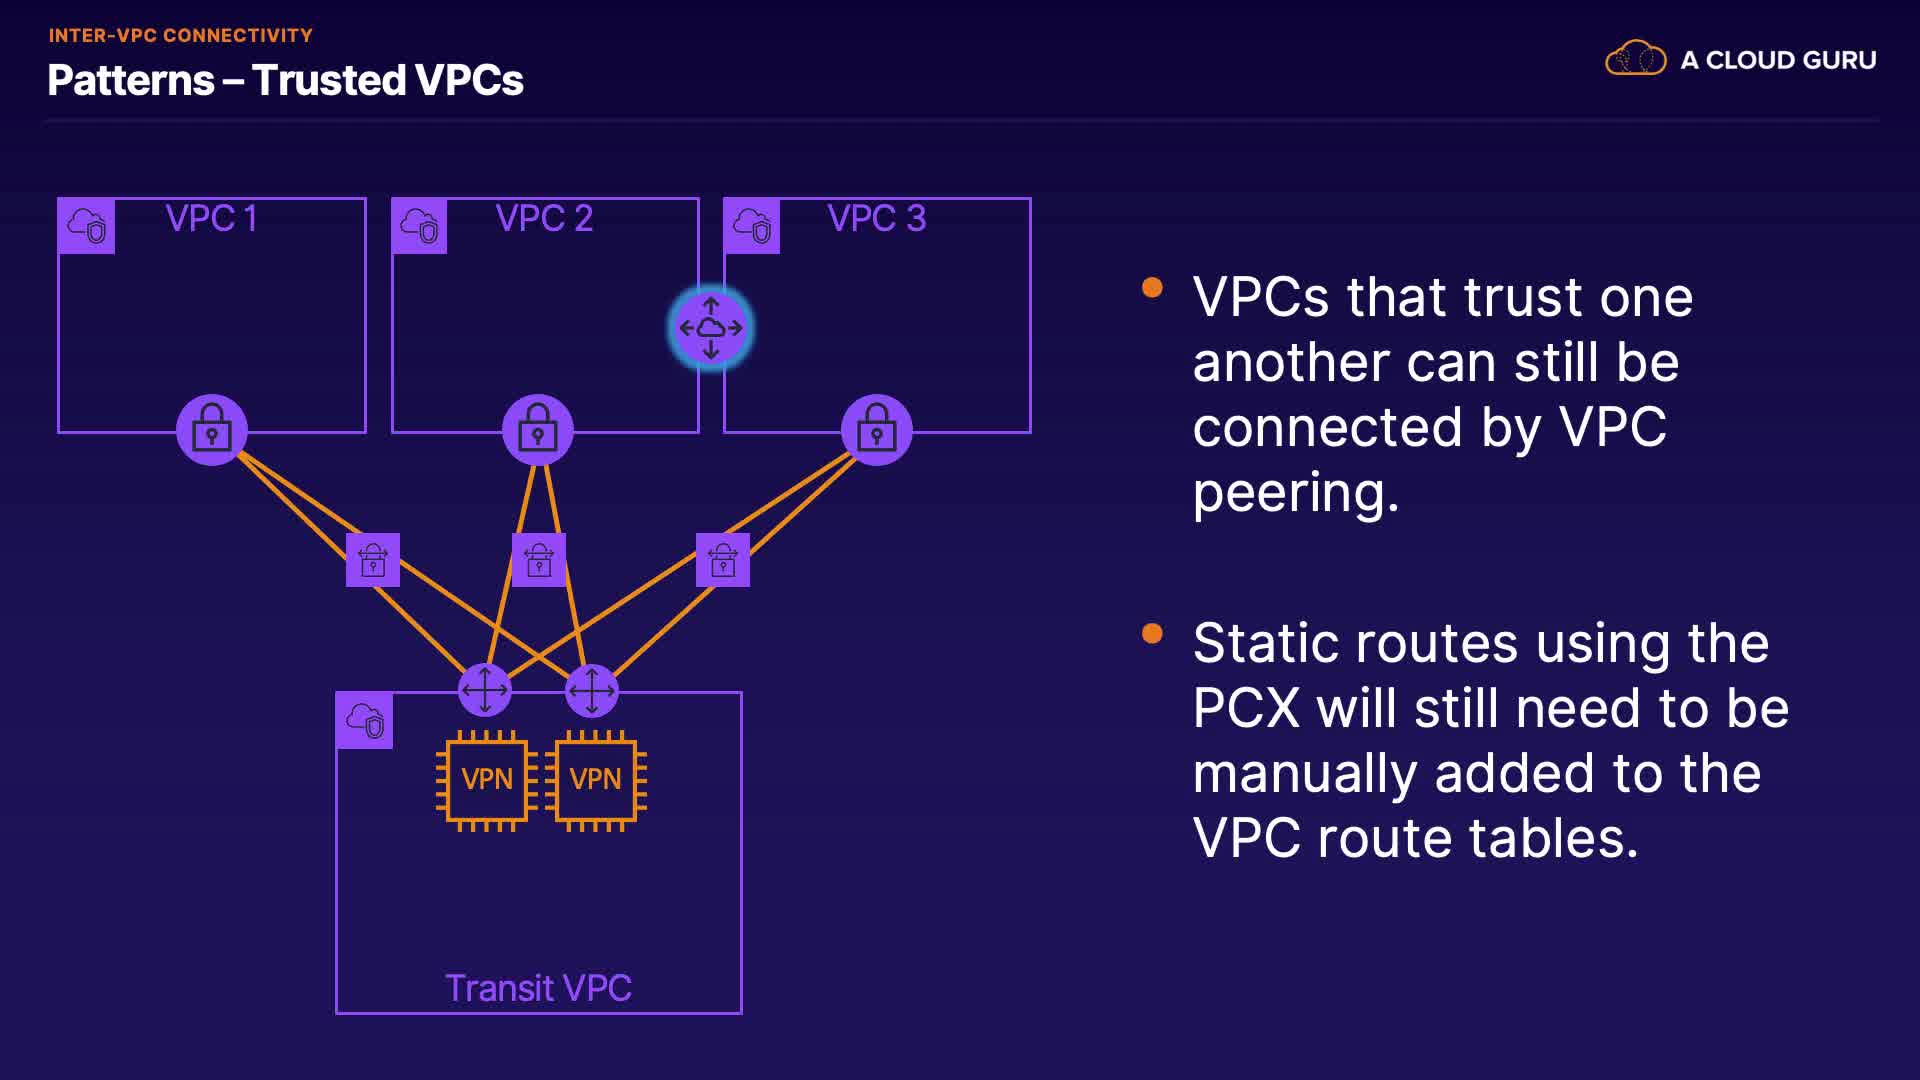 INTER-VPC CONNECTIVITY
Patterns – Trusted VPCs
A CLOUD GURU
VPC 1
VPC 2
VPC 3
VPN
VPN
Transit VPC
VPCs that trust one
another can still be
connected by VPC
peering.
Static routes using the
PCX will still need to be
manually added to the
VPC route tables.